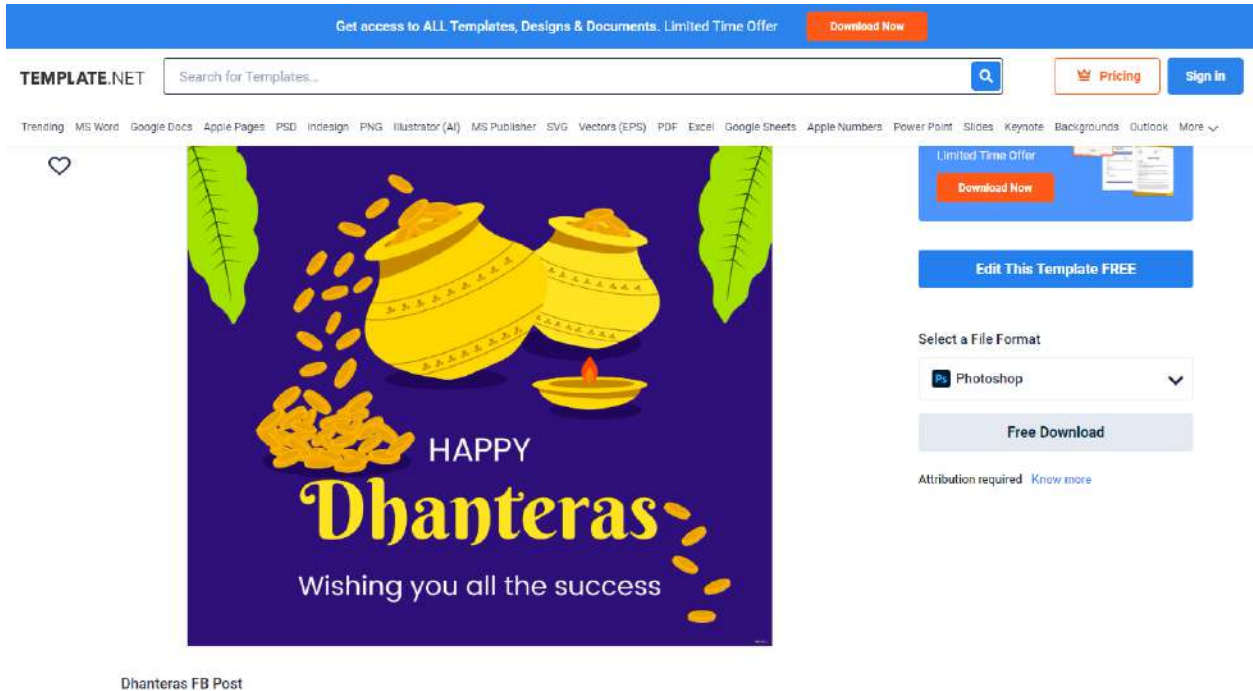 Get access to ALL Templates, Designs & Documents. Limited Time Offer Download Now
TEMPLATE.NET Search for Templates... Pricing Sign in
Trending MS Word Google Docs Apple Pages PSD Indesign PNG Illustrator (AI) MS Publisher SVG Vectors (EPS) PDF Excel Google Sheets Apple Numbers Power Point Slides Keynote Backgrounds Outlook More
Limited Time Offer
Download Now
Edit This Template FREE
Select a File Format
Ps Photoshop
Free Download
Attribution required Know more
HAPPY
Dhanteras
Wishing you all the success
Dhanteras FB Post